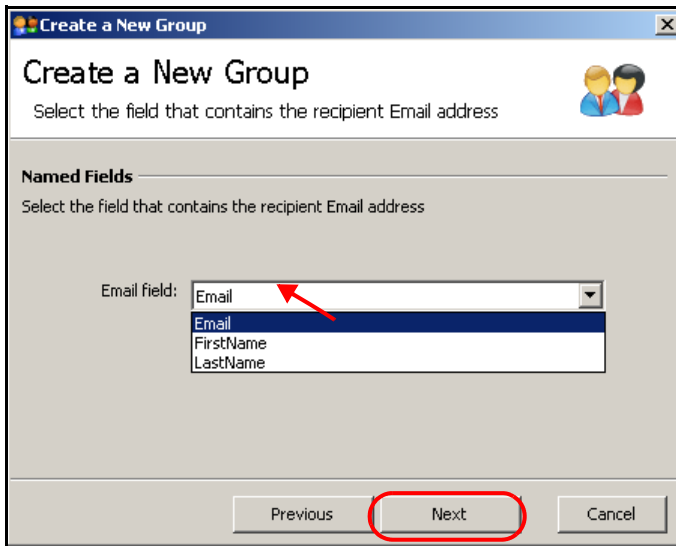 Create a New Group
Create a New Group
Select the field that contains the recipient Email address
Named Fields
Select the field that contains the recipient Email address
Email field: Email
Email
FirstName
LastName
Previous Next Cancel